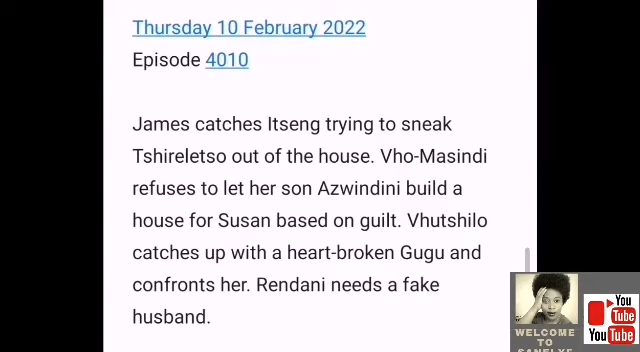 Thursday 10 February 2022
Episode 4010
James catches Itseng trying to sneak
Tshireletso out of the house. Vho-Masindi
refuses to let her son Azwindini build a
house for Susan based on guilt. Vhutshilo
catches up with a heart-broken Gugu and
confronts her. Rendani needs a fake
husband.
You
Tube
YouTube
WELCOME
TO